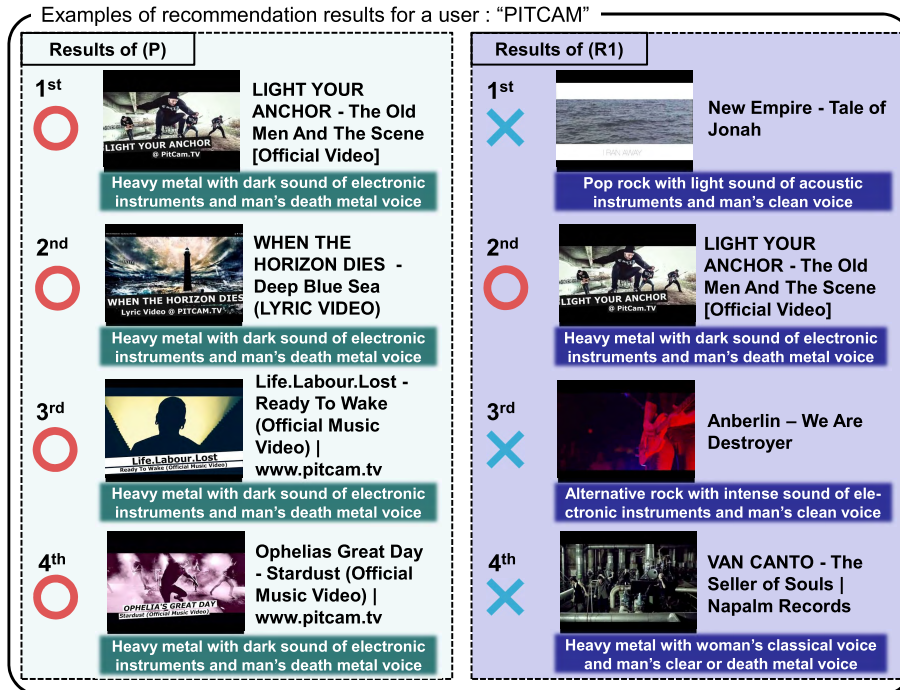 Examples of recommendation results for a user : “PITCAM”
Results of (P)
1st
LIGHT YOUR ANCHOR
@ PitCam.TV
LIGHT YOUR
ANCHOR - The Old
Men And The Scene
[Official Video]
Heavy metal with dark sound of electronic
instruments and man’s death metal voice
2nd
WHEN THE HORIZON DIES
Lyric Video @ PITCAM.TV
WHEN THE
HORIZON DIES -
Deep Blue Sea
(LYRIC VIDEO)
Heavy metal with dark sound of electronic
instruments and man’s death metal voice
3rd
Life.Labour.Lost
Ready To Wake (Official Music Video)
Life.Labour.Lost -
Ready To Wake
(Official Music
Video) |
www.pitcam.tv
Heavy metal with dark sound of electronic
instruments and man’s death metal voice
4th
OPHELIA'S GREAT DAY
Stardust (Official Music Video)
Ophelias Great Day
- Stardust (Official
Music Video) |
www.pitcam.tv
Heavy metal with dark sound of electronic
instruments and man’s death metal voice
Results of (R1)
1st
RAN AWAY
New Empire - Tale of
Jonah
Pop rock with light sound of acoustic
instruments and man’s clean voice
2nd
LIGHT YOUR ANCHOR
@ PitCam.TV
LIGHT YOUR
ANCHOR - The Old
Men And The Scene
[Official Video]
Heavy metal with dark sound of electronic
instruments and man’s death metal voice
3rd
Anberlin – We Are
Destroyer
Alternative rock with intense sound of ele-
ctronic instruments and man’s clean voice
4th
VAN CANTO - The
Seller of Souls |
Napalm Records
Heavy metal with woman’s classical voice
and man’s clear or death metal voice